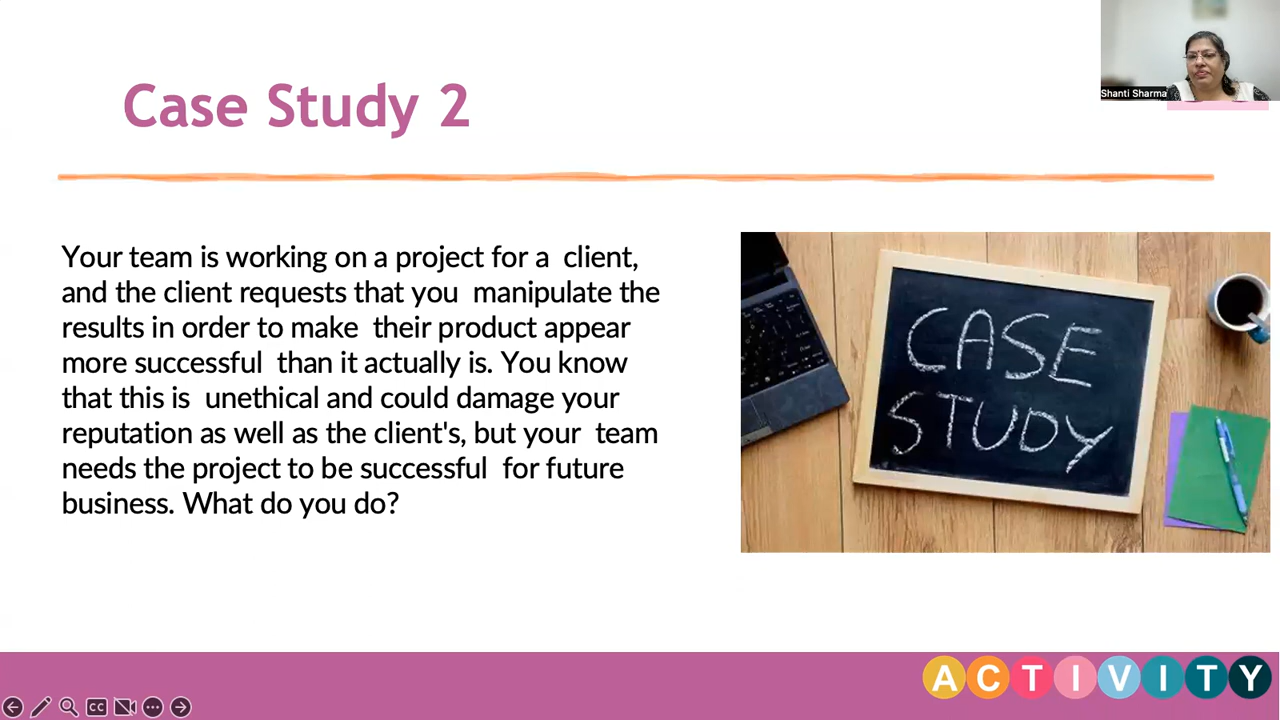 Case Study 2
Shanti Sharma
Your team is working on a project for a client,
and the client requests that you manipulate the
results in order to make their product appear
more successful than it actually is. You know
that this is unethical and could damage your
reputation as well as the client's, but your team
needs the project to be successful for future
business. What do you do?
CASE
STUDY
ACTIVITY
CC